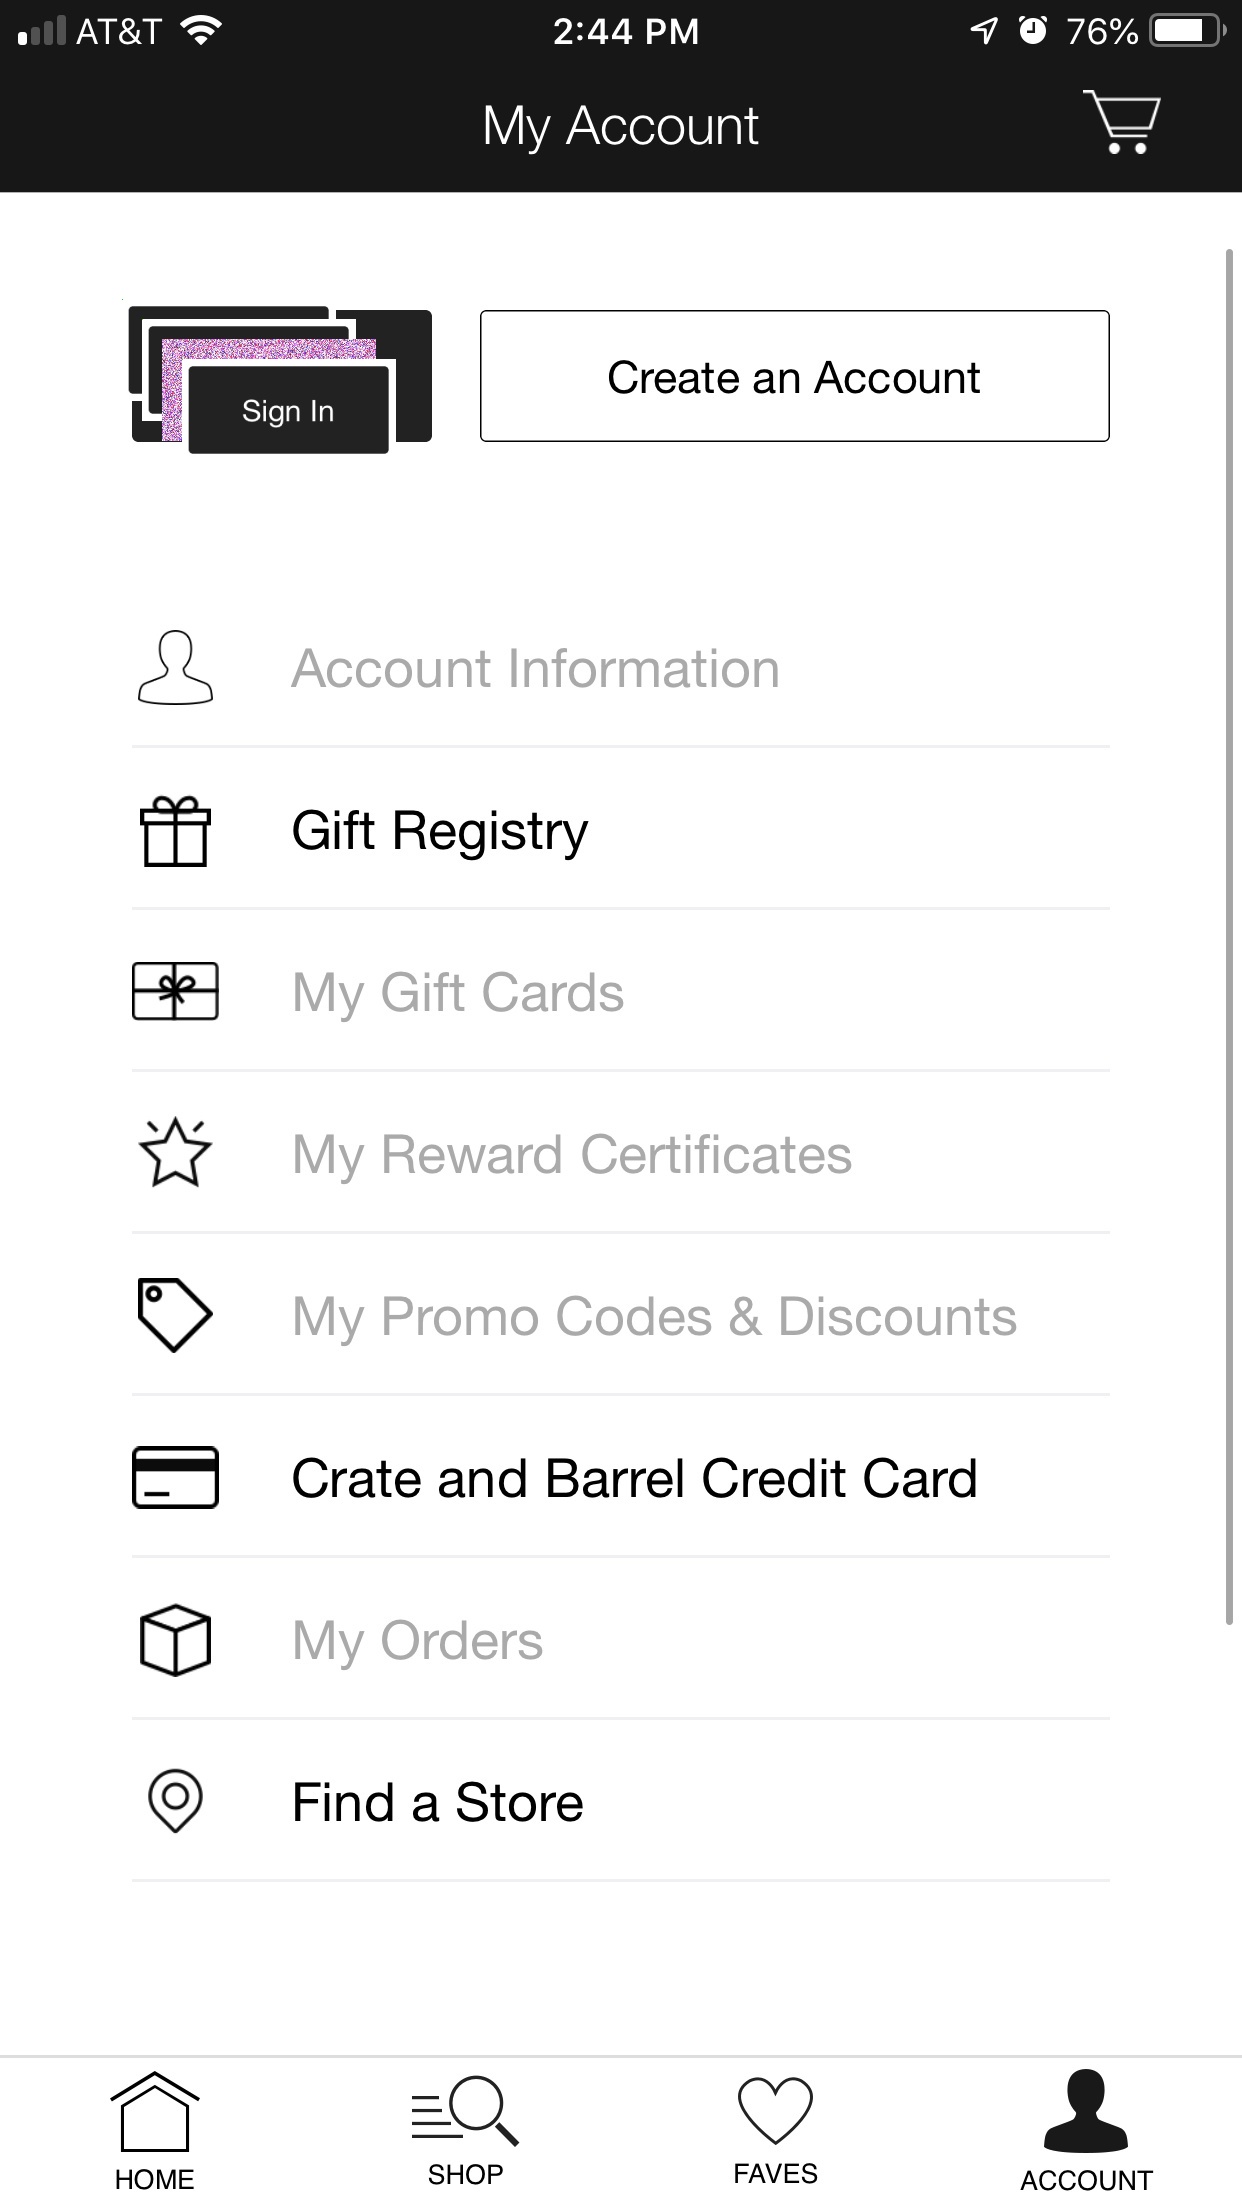 AT&T 2:44 PM 76%
My Account
Sign In
Create an Account
Account Information
Gift Registry
My Gift Cards
My Reward Certificates
My Promo Codes & Discounts
Crate and Barrel Credit Card
My Orders
Find a Store
HOME SHOP FAVES ACCOUNT